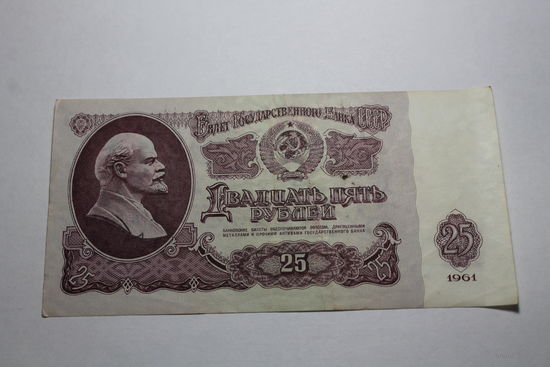 Билет Государственного Банка СССР
Двадцать пять
рублей
БАНКОВСКИЕ БИЛЕТЫ ОБЕСПЕЧИВАЮТСЯ ЗОЛОТОМ, ДРАГОЦЕННЫМИ
МЕТАЛЛАМИ И ПРОЧИМИ АКТИВАМИ ГОСУДАРСТВЕННОГО БАНКА
25
25
25
1961